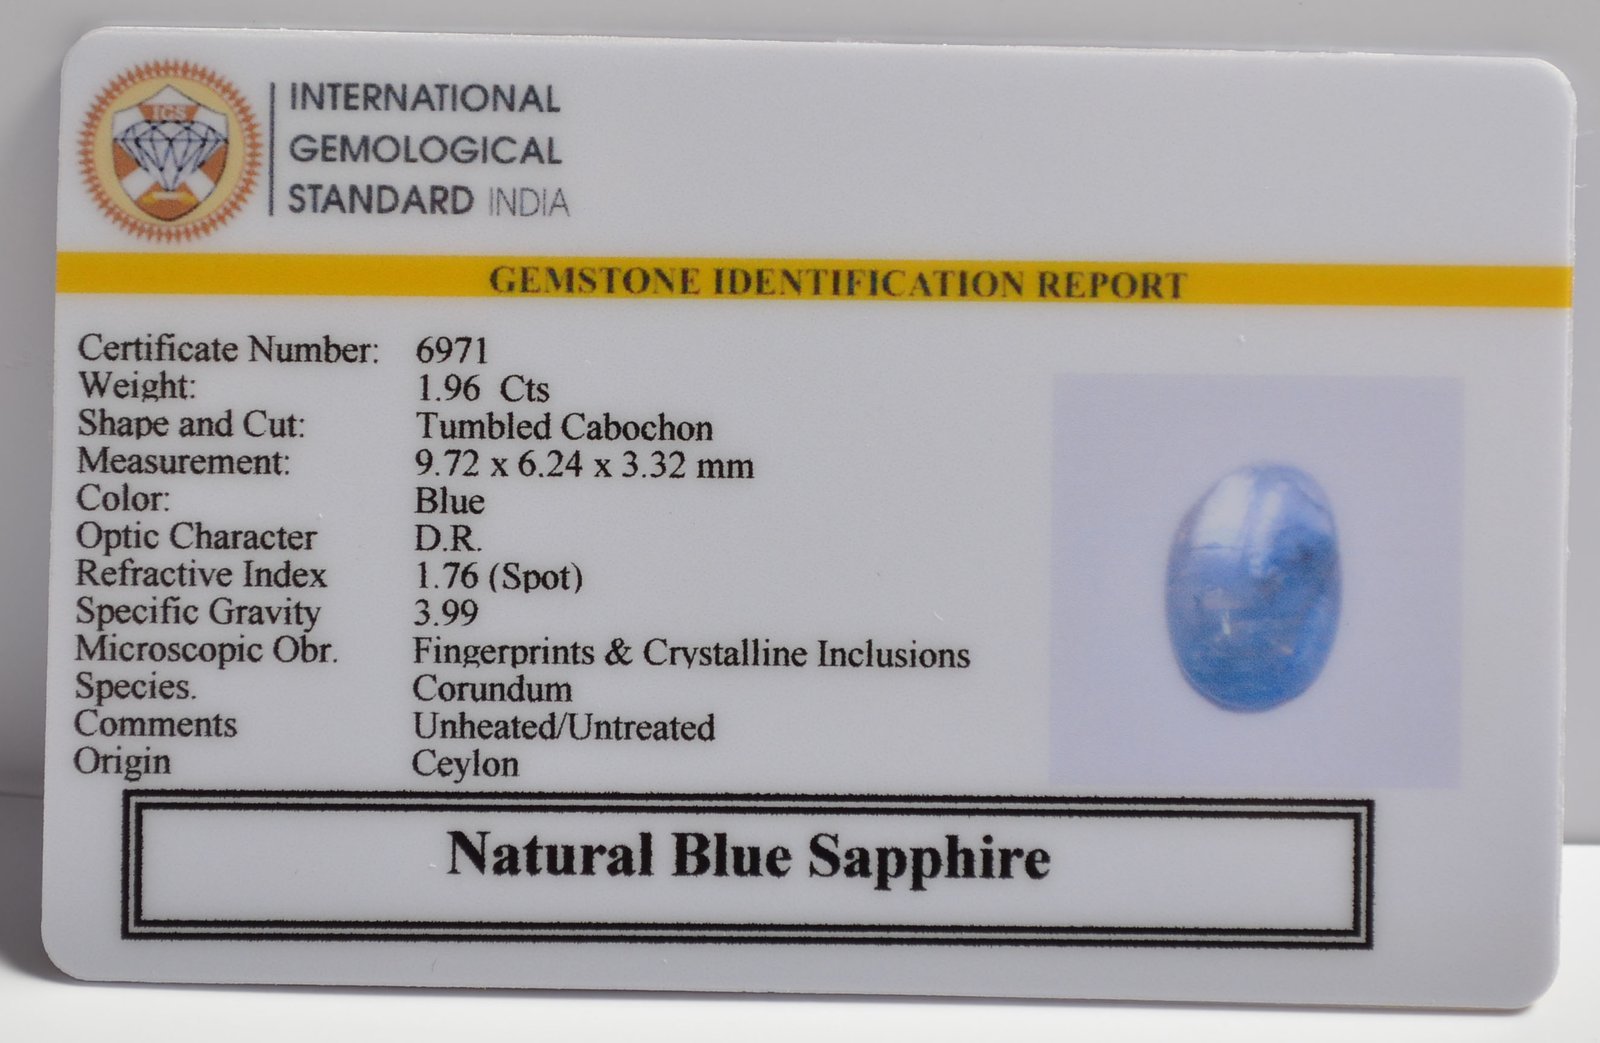 IGS
INTERNATIONAL
GEMOLOGICAL
STANDARD INDIA
GEMSTONE IDENTIFICATION REPORT
Certificate Number: 6971
Weight: 1.96 Cts
Shape and Cut: Tumbled Cabochon
Measurement: 9.72 x 6.24 x 3.32 mm
Color: Blue
Optic Character D.R.
Refractive Index 1.76 (Spot)
Specific Gravity 3.99
Microscopic Obr. Fingerprints & Crystalline Inclusions
Species. Corundum
Comments Unheated/Untreated
Origin Ceylon
Natural Blue Sapphire